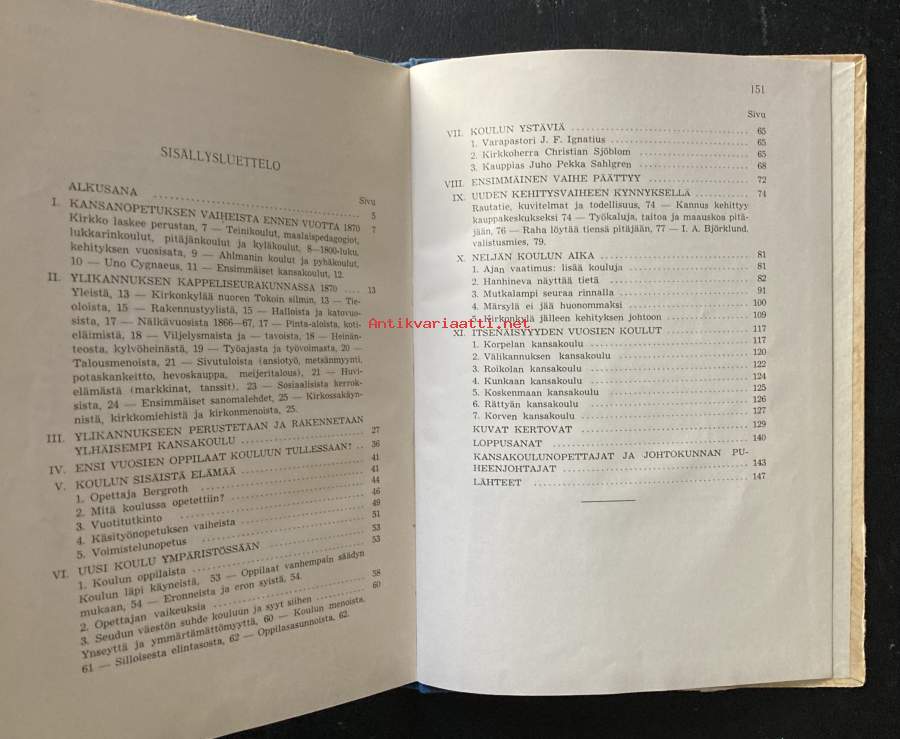 SISÄLLYSLUETTELO
Sivu
ALKUSANA 5
I. KANSANOPETUKSEN VAIHEISTA ENNEN VUOTTA 1870 7
Kirkko laskee perustan, 7 — Teinikoulut, maalaispedagogiot,
lukkarinkoulut, pitäjänkoulut ja kyläkoulut, 8—1800-luku,
kehityksen vuosisata, 9 — Ahlmanin koulut ja pyhäkoulut,
10 — Uno Cygnaeus, 11 — Ensimmäiset kansakoulut, 12.
II. YLIKANNUKSEN KAPPELISEURAKUNNASSA 1870 13
Yleistä, 13 — Kirkonkylää nuoren Tokoin silmin, 13 — Tie-
oloista, 15 — Rakennustyylistä, 15 — Halloista ja katovuo-
sista, 17 — Nälkävuosista 1866—67, 17 — Pinta-aloista, koti-
eläimistä, 18 — Viljelysmaista ja — tavoista, 18 — Heinän-
teosta, kylvöheinästä, 19 — Työajasta ja työvoimasta, 20 —
Talousmenoista, 21 — Sivutuloista (ansiotyö, metsänmyynti,
potaskankeitto, hevoskauppa, meijeritalous), 21 — Huvi-
elämästä (markkinat, tanssit). 23 — Sosiaalisista kerrok-
sista, 24 — Ensimmäiset sanomalehdet, 25 — Kirkossakäyn-
nistä, kirkkomiehistä ja kirkonmenoista, 25.
III. YLIKANNUKSEEN PERUSTETAAN JA RAKENNETAAN
YLHÄISEMPI KANSAKOULU 27
IV. ENSI VUOSIEN OPPILAAT KOULUUN TULLESSAAN? 36
V. KOULUN SISÄISTÄ ELÄMÄÄ 41
1. Opettaja Bergroth 41
2. Mitä koulussa opetettiin? 44
3. Vuotitutkinto 46
4. Käsityönopetuksen vaiheista 49
5. Voimistelunopetus 51
VI. UUSI KOULU YMPÄRISTÖSSÄÄN 53
1. Koulun oppilaista 53
Koulun läpi käyneistä, 53 — Oppilaat vanhempain säädyn
mukaan, 54 — Eronneista ja eron syistä, 54.
2. Opettajan vaikeuksia 58
3. Seudun väestön suhde kouluun ja syyt siihen 60
Ynseyttä ja ymmärtämättömyyttä, 60 — Koulun menoista,
61 — Silloisesta elintasosta, 62 — Oppilasasunnoista, 62.
151
Sivu
VII. KOULUN YSTÄVIÄ 65
1. Varapastori J. F. Ignatius 65
2. Kirkkoherra Christian Sjöblom 65
3. Kauppias Juho Pekka Sahlgren 68
VIII. ENSIMMÄINEN VAIHE PÄÄTTYY 72
IX. UUDEN KEHITYSVAIHEEN KYNNYKSELLÄ 74
Rautatie, kuvitelmat ja todellisuus, 74 — Kannus kehittyy
kauppakeskukseksi 74 — Työkaluja, taitoa ja maauskoa pitä-
jään, 76 — Raha löytää tiensä pitäjään, 77 — I. A. Björklund,
valistusmies, 79.
X. NELJÄN KOULUN AIKA 81
1. Ajan vaatimus: lisää kouluja 81
2. Hanhineva näyttää tietä 82
3. Mutkalampi seuraa rinnalla 91
4. Märsylä ei jää huonommaksi 100
5. Kirkonkylä jälleen kehityksen johtoon 109
XI. ITSENÄISYYDEN VUOSIEN KOULUT 117
1. Korpelan kansakoulu 117
2. Välikannuksen kansakoulu 120
3. Roikolan kansakoulu 122
4. Kunkaan kansakoulu 124
5. Koskenmaan kansakoulu 125
6. Rättyän kansakoulu 126
7. Korven kansakoulu 127
KUVAT KERTOVAT 129
LOPPUSANAT 140
KANSAKOULUNOPETTAJAT JA JOHTOKUNNAN PU-
HEENJOHTAJAT 143
LÄHTEET 147
Antikvariaatti.net